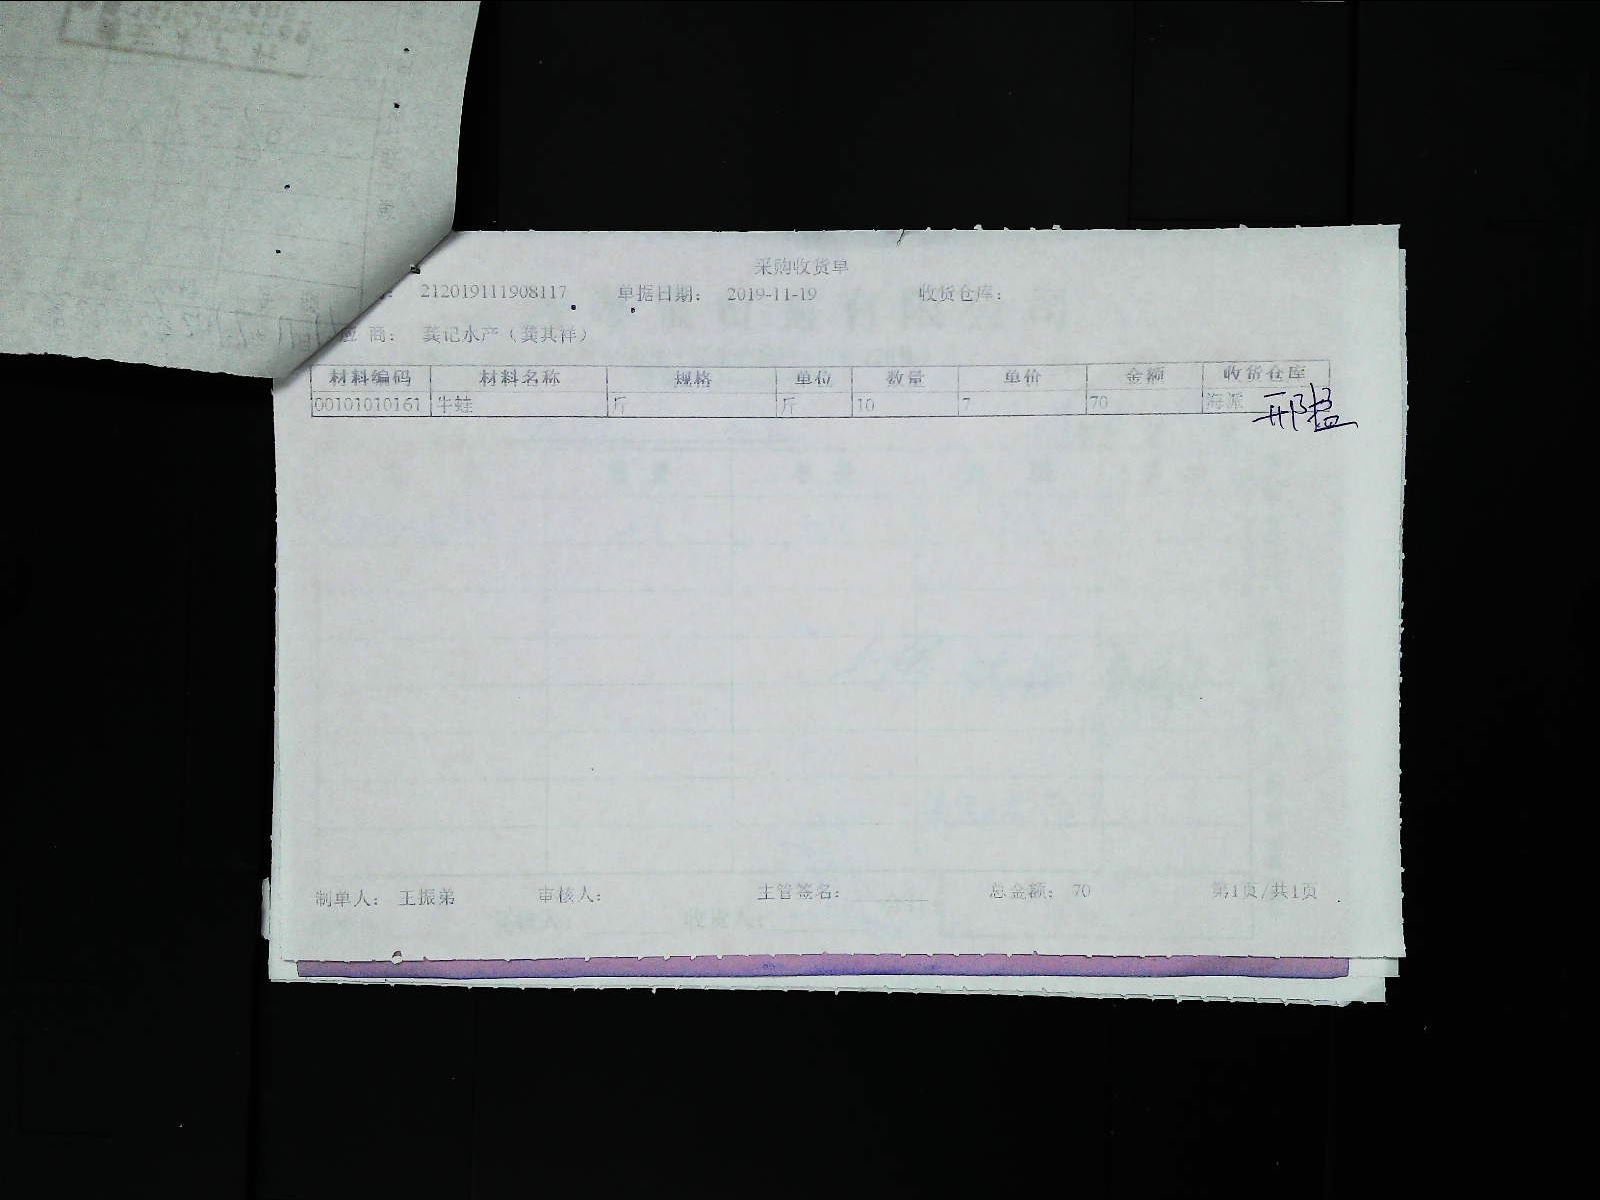 采购收货单
212019111908117 单据日期： 2019-11-19 收货仓库：
应 商： 龚记水产（龚其祥）
材料编码 材料名称 规格 单位 数量 单价 金额 收货仓库
00101010161 牛蛙 斤 斤 10 7 70 海派
制单人： 王振弟 审核人： 主管签名： 总金额： 70 第1页/共1页